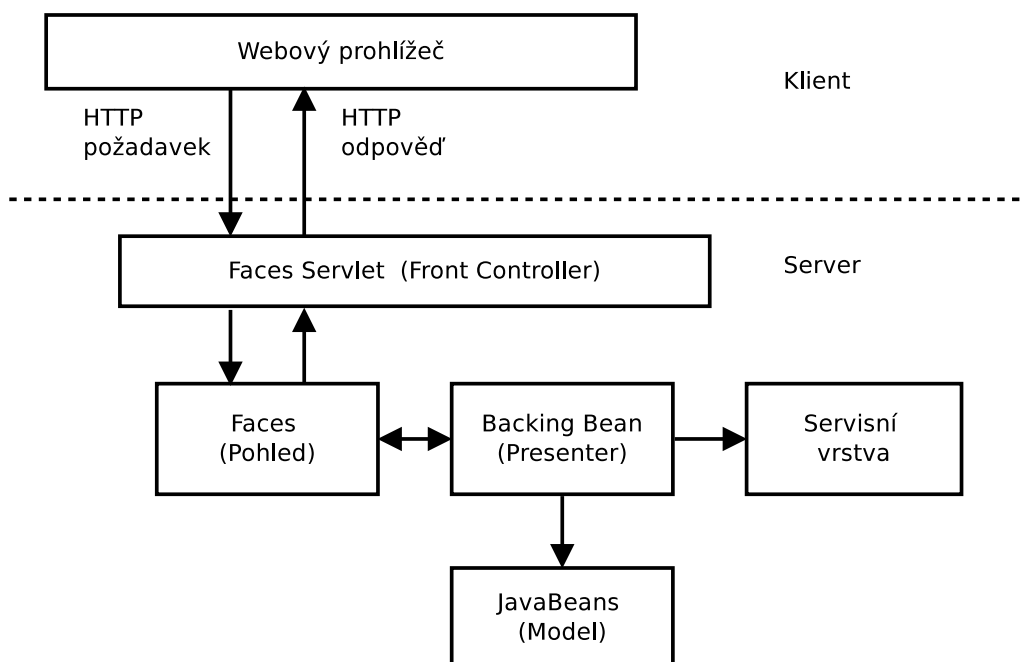 Webový prohlížeč
Klient
HTTP
požadavek
HTTP
odpověď
Faces Servlet (Front Controller)
Server
Faces
(Pohled)
Backing Bean
(Presenter)
Servisní
vrstva
JavaBeans
(Model)